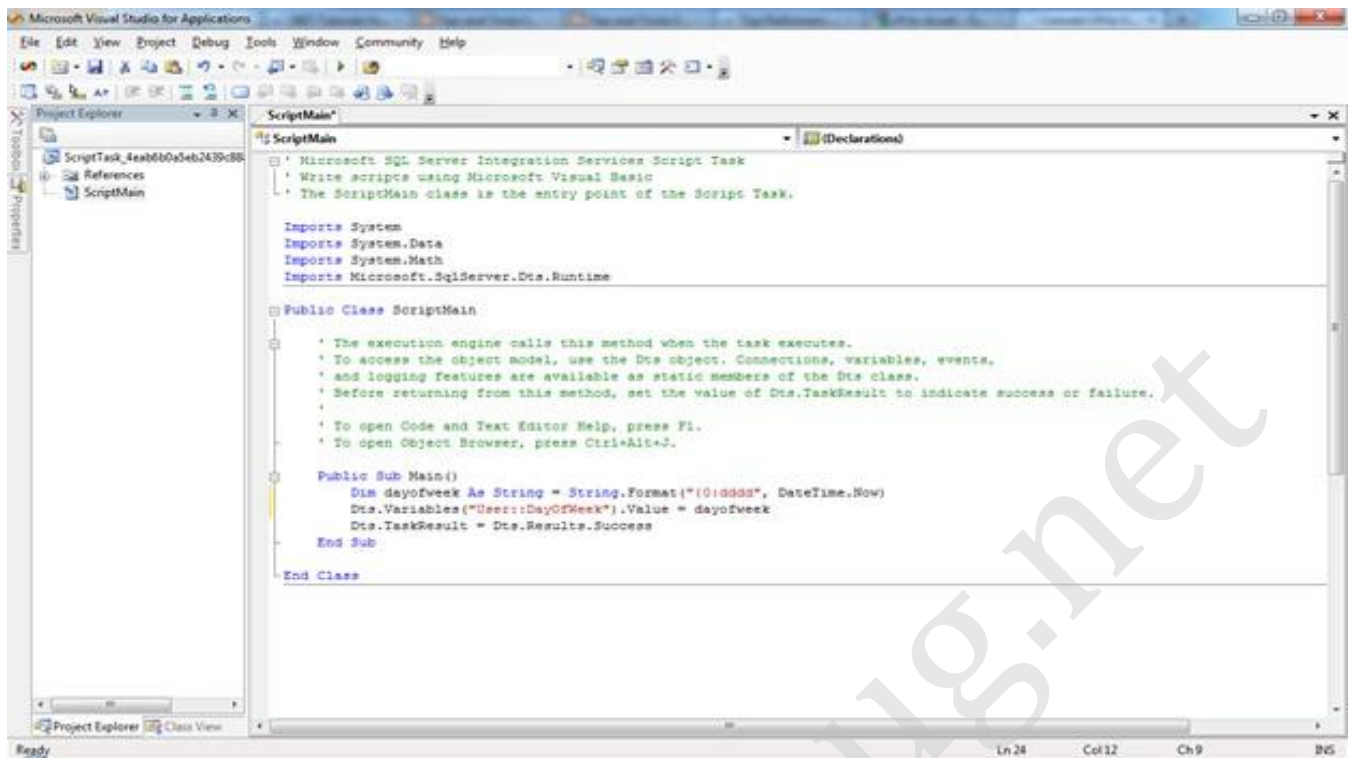 Microsoft Visual Studio for Applications
File Edit View Project Debug Tools Window Community Help
Project Explorer
ScriptMain*
ScriptMain
(Declarations)
Toolbox
Properties
ScriptTask_4eab6b0a5eb2439c88
References
ScriptMain
' Microsoft SQL Server Integration Services Script Task
' Write scripts using Microsoft Visual Basic
' The ScriptMain class is the entry point of the Script Task.
Imports System
Imports System.Data
Imports System.Math
Imports Microsoft.SqlServer.Dts.Runtime
Public Class ScriptMain
' The execution engine calls this method when the task executes.
' To access the object model, use the Dts object. Connections, variables, events,
' and logging features are available as static members of the Dts class.
' Before returning from this method, set the value of Dts.TaskResult to indicate success or failure.
'
' To open Code and Text Editor Help, press F1.
' To open Object Browser, press Ctrl+Alt+J.
Public Sub Main()
Dim dayofweek As String = String.Format("{0:dddd", DateTime.Now)
Dts.Variables("User::DayOfWeek").Value = dayofweek
Dts.TaskResult = Dts.Results.Success
End Sub
End Class
Project Explorer Class View
Ready
Ln 24 Col 12 Ch 9 INS
ug.net